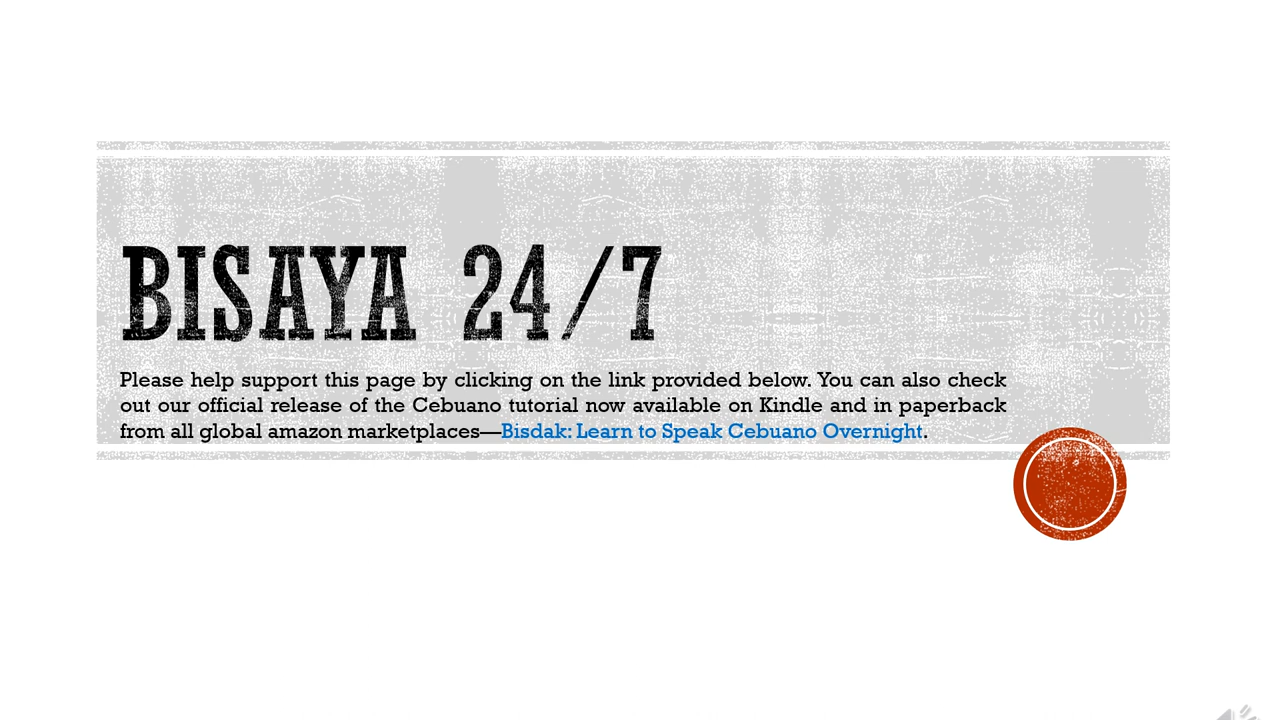 BISAYA 24/7
Please help support this page by clicking on the link provided below. You can also check
out our official release of the Cebuano tutorial now available on Kindle and in paperback
from all global amazon marketplaces—Bisdak: Learn to Speak Cebuano Overnight.